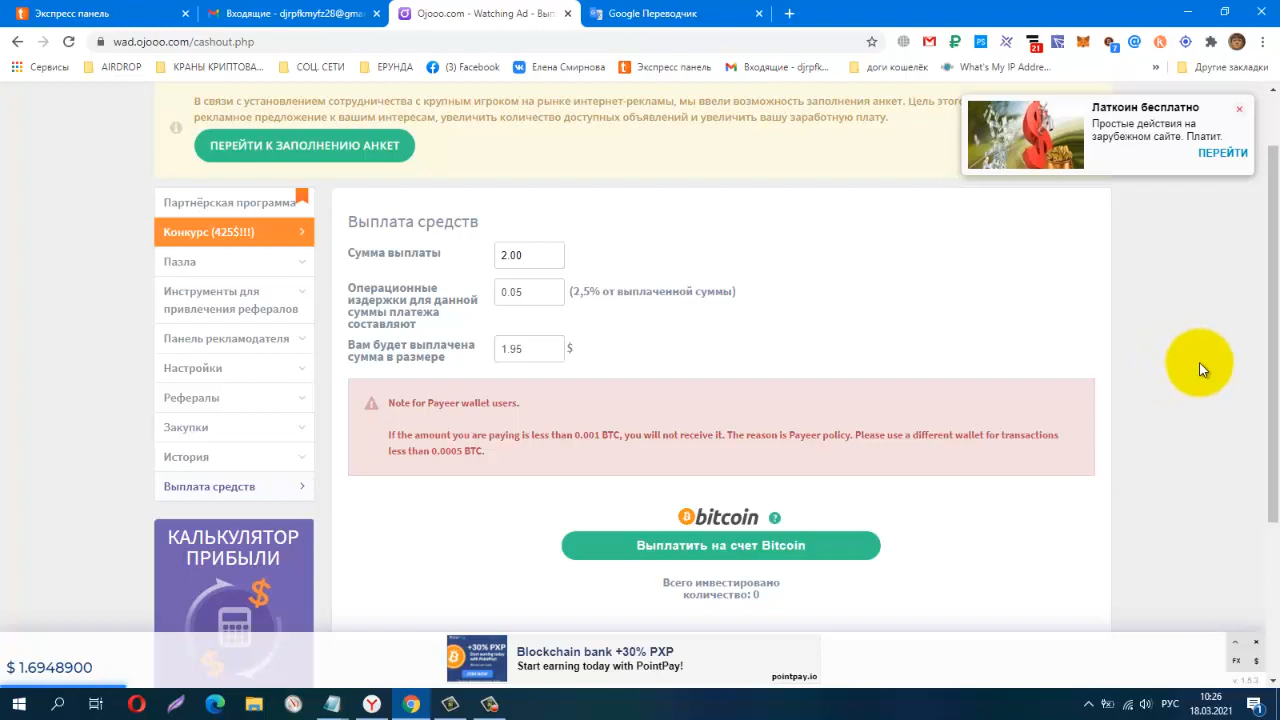 Экспресс панель
Входящие - djrpfkmyfz28@gmai
Ojooo.com - Watching Ad - Вып
Google Переводчик
wad.ojooo.com/cashout.php
21
7
Сервисы
AIRDROP
КРАНЫ КРИПТОВА...
СОЦ. СЕТИ
ЕРУНДА
(3) Facebook
Елена Смирнова
Экспресс панель
Входящие - djrpfk...
доги кошелёк
What's My IP Addre...
»
Другие закладки
В связи с установлением сотрудничества с крупным игроком на рынке интернет-рекламы, мы ввели возможность заполнения анкет. Цель этог
рекламное предложение к вашим интересам, увеличить количество доступных объявлений и увеличить вашу заработную плату.
ПЕРЕЙТИ К ЗАПОЛНЕНИЮ АНКЕТ
Латкоин бесплатно
Простые действия на
зарубежном сайте. Платит.
ПЕРЕЙТИ
Партнёрская программа
Конкурс (425$!!!)
Пазла
Инструменты для
привлечения рефералов
Панель рекламодателя
Настройки
Рефералы
Закупки
История
Выплата средств
КАЛЬКУЛЯТОР
ПРИБЫЛИ
Выплата средств
Сумма выплаты
2.00
Операционные
издержки для данной
суммы платежа
составляют
0.05
(2,5% от выплаченной суммы)
Вам будет выплачена
сумма в размере
1.95
$
Note for Payeer wallet users.
If the amount you are paying is less than 0.001 BTC, you will not receive it. The reason is Payeer policy. Please use a different wallet for transactions
less than 0.0005 BTC.
bitcoin
?
Выплатить на счет Bitcoin
Всего инвестировано
количество: 0
$ 1.6948900
+30% PXP
Blockchain bank +30% PXP
Start earning today with PointPay!
pointpay.io
FX
$
v. 1.5.3
РУС
10:26
18.03.2021